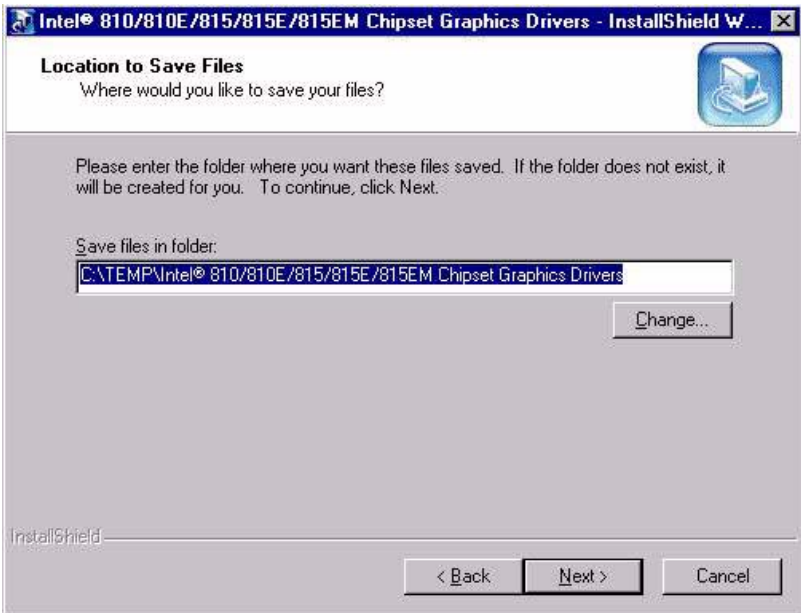 Intel® 810/810E/815/815E/815EM Chipset Graphics Drivers - InstallShield W...
Location to Save Files
Where would you like to save your files?
Please enter the folder where you want these files saved. If the folder does not exist, it
will be created for you. To continue, click Next.
Save files in folder:
C:\TEMP\Intel® 810/810E/815/815E/815EM Chipset Graphics Drivers
Change...
InstallShield
< Back
Next >
Cancel